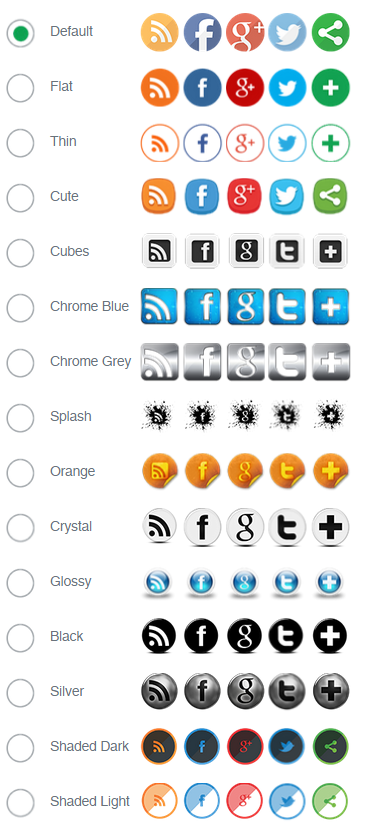 Default
Flat
Thin
Cute
Cubes
Chrome Blue
Chrome Grey
Splash
Orange
Crystal
Glossy
Black
Silver
Shaded Dark
Shaded Light